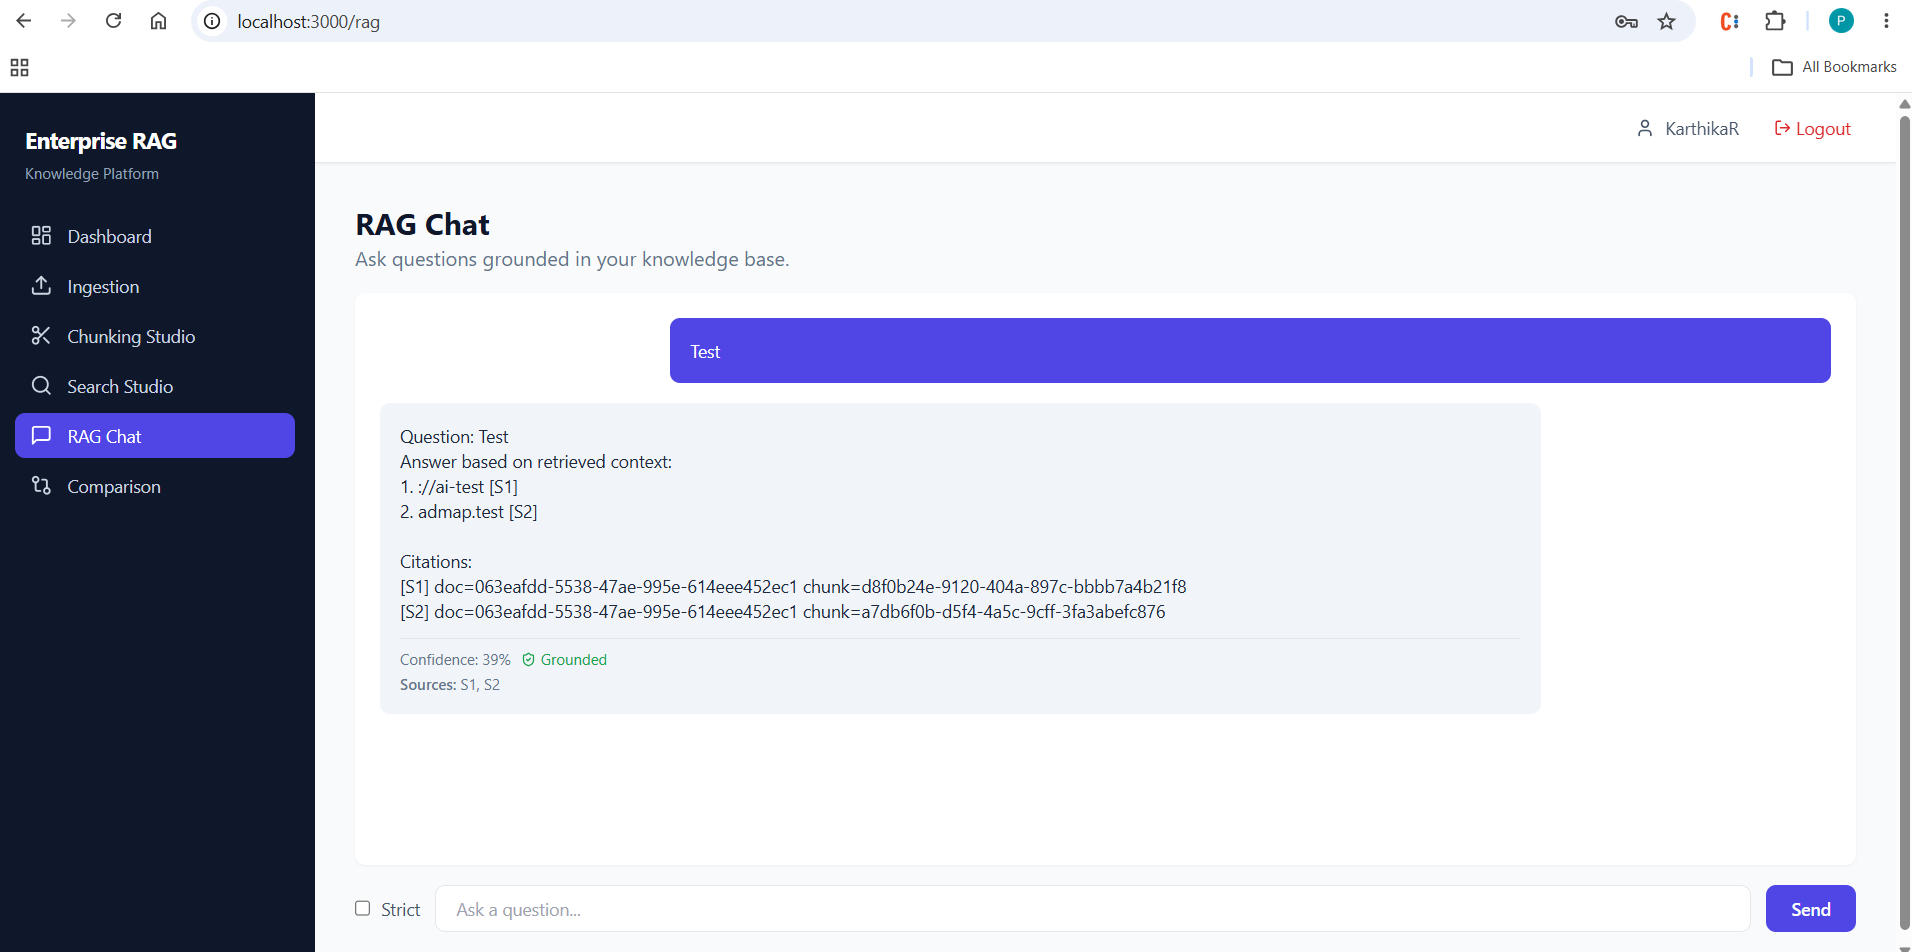 localhost:3000/rag
P
All Bookmarks
Enterprise RAG
Knowledge Platform
Dashboard
Ingestion
Chunking Studio
Search Studio
RAG Chat
Comparison
KarthikaR
Logout
RAG Chat
Ask questions grounded in your knowledge base.
Test
Question: Test
Answer based on retrieved context:
1. ://ai-test [S1]
2. admap.test [S2]
Citations:
[S1] doc=063eafdd-5538-47ae-995e-614eee452ec1 chunk=d8f0b24e-9120-404a-897c-bbbb7a4b21f8
[S2] doc=063eafdd-5538-47ae-995e-614eee452ec1 chunk=a7db6f0b-d5f4-4a5c-9cff-3fa3abefc876
Confidence: 39% Grounded
Sources: S1, S2
Strict
Ask a question...
Send